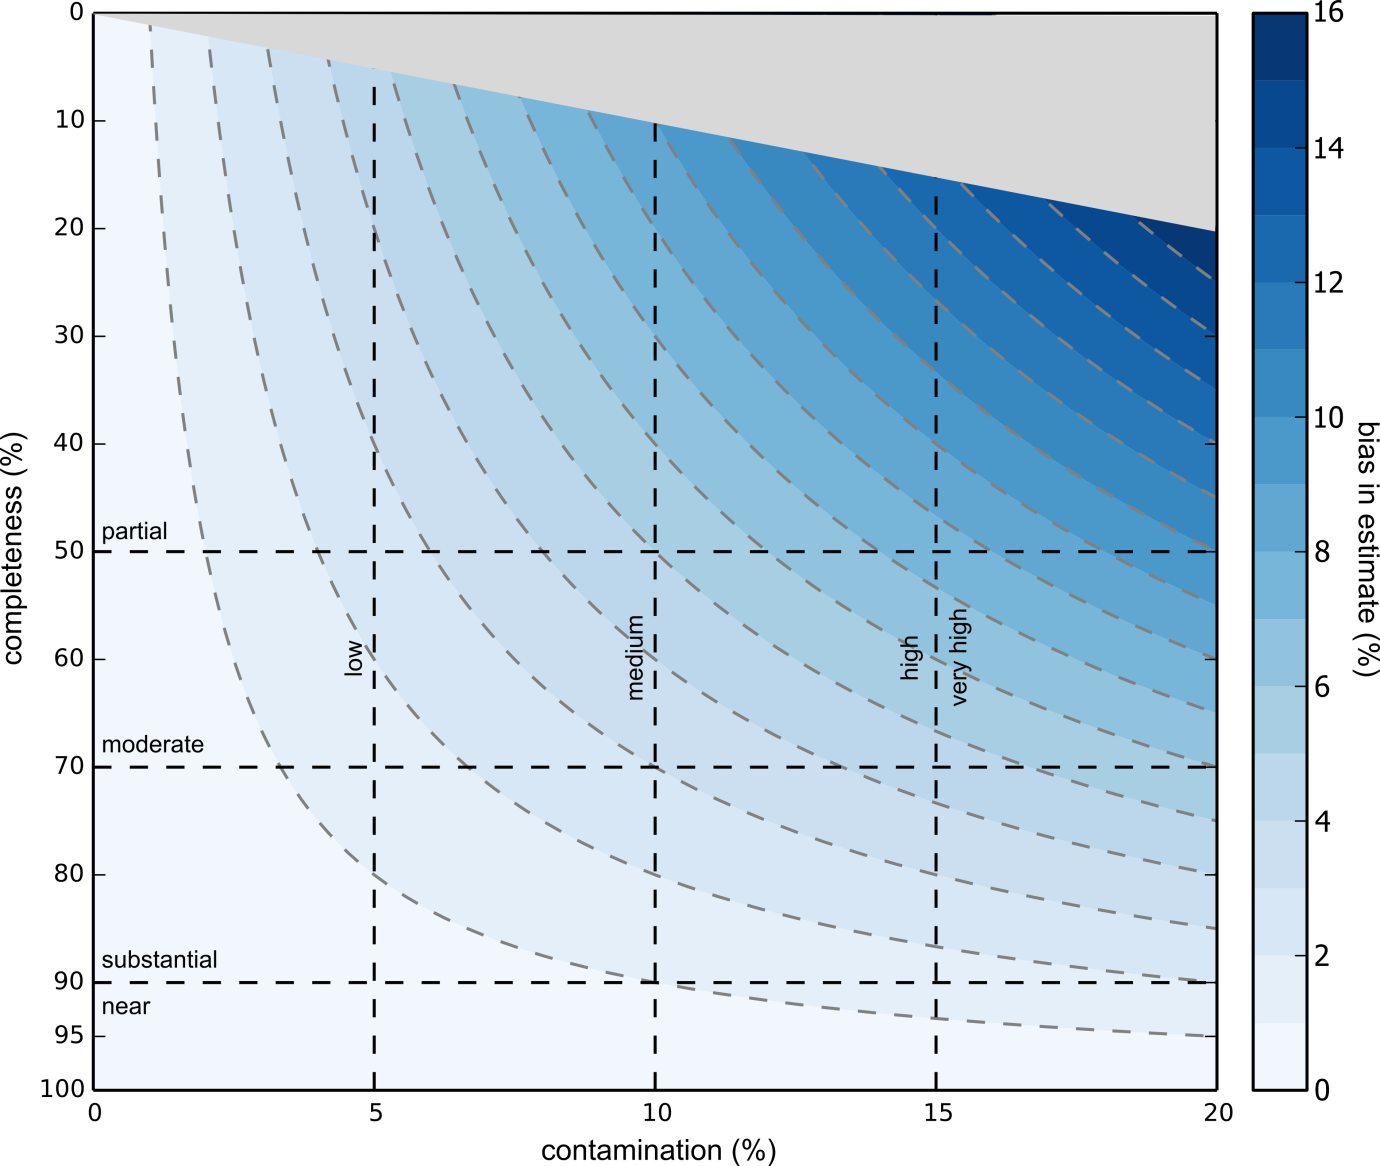 0
10
20
30
40
50
60
70
80
90
95
100
completeness (%)
partial
moderate
substantial
near
low
medium
high
very high
0
5
10
15
20
contamination (%)
16
14
12
10
8
6
4
2
0
bias in estimate (%)